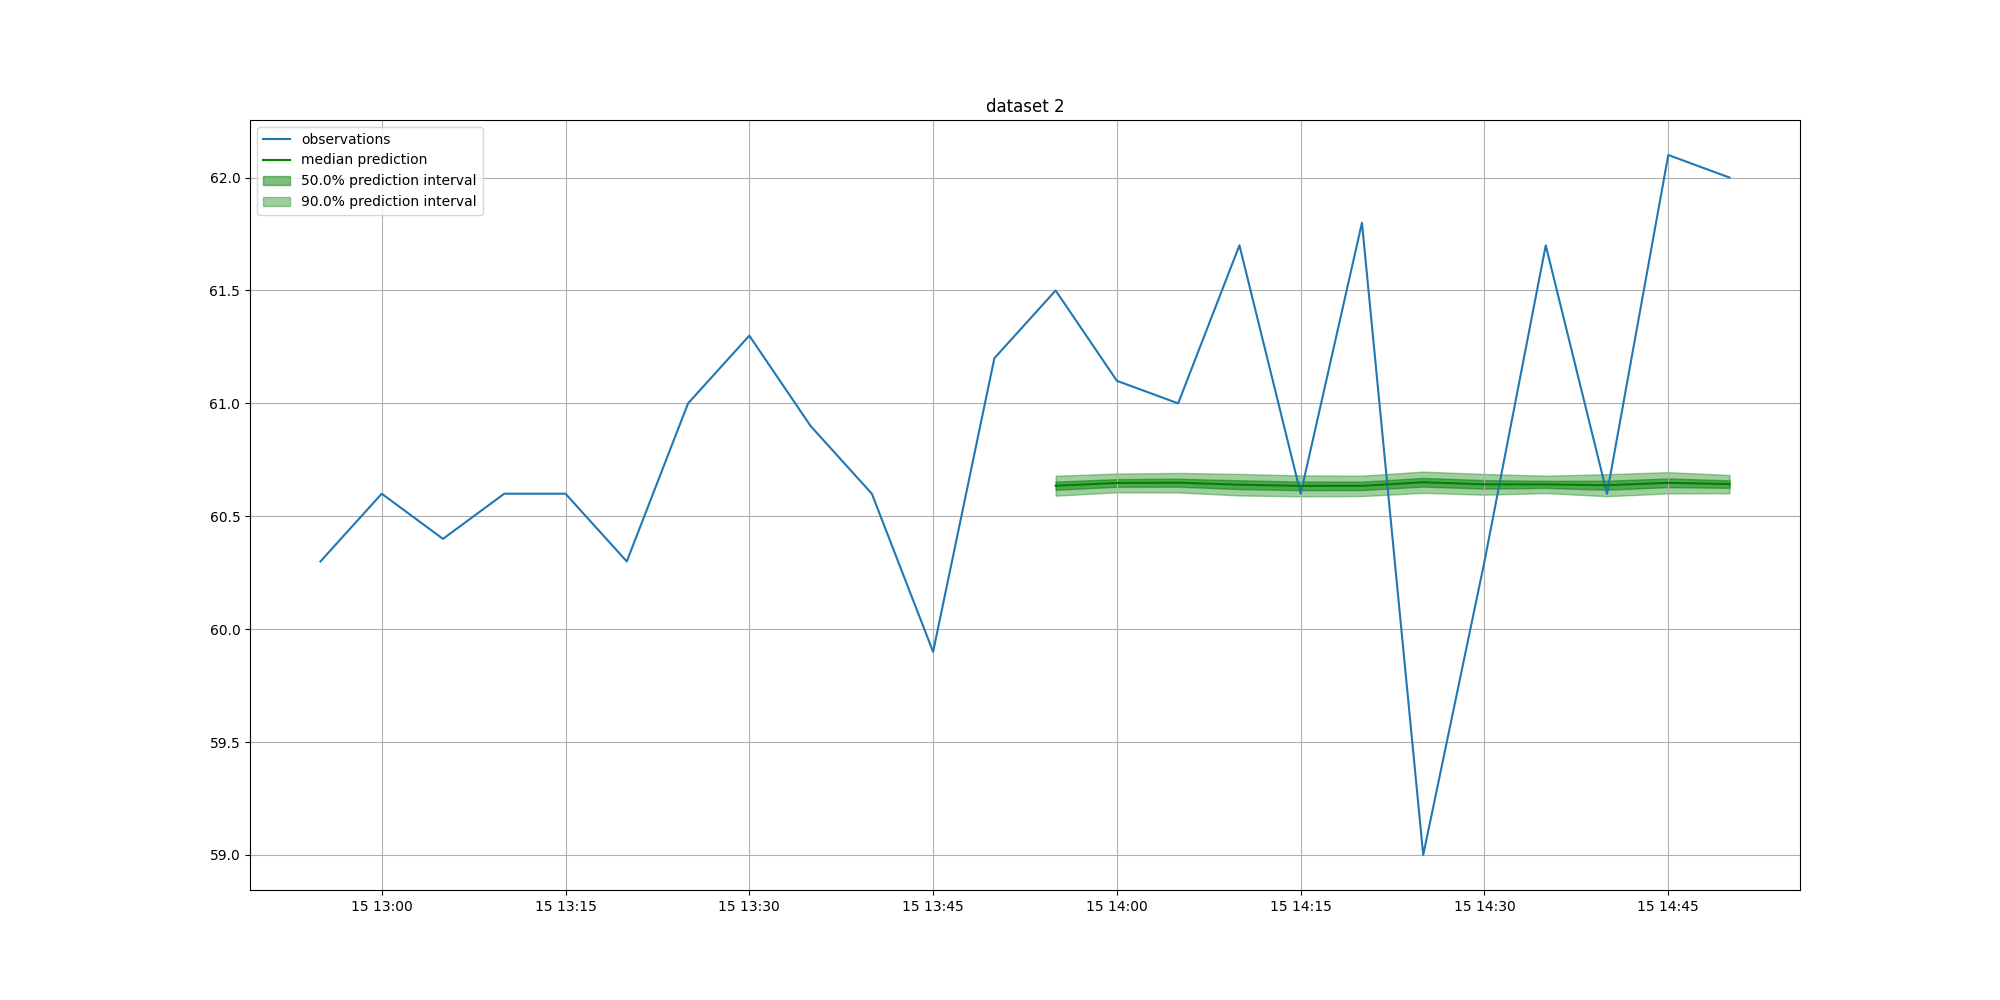 dataset 2
observations
median prediction
50.0% prediction interval
90.0% prediction interval
62.0
61.5
61.0
60.5
60.0
59.5
59.0
15 13:00 15 13:15 15 13:30 15 13:45 15 14:00 15 14:15 15 14:30 15 14:45